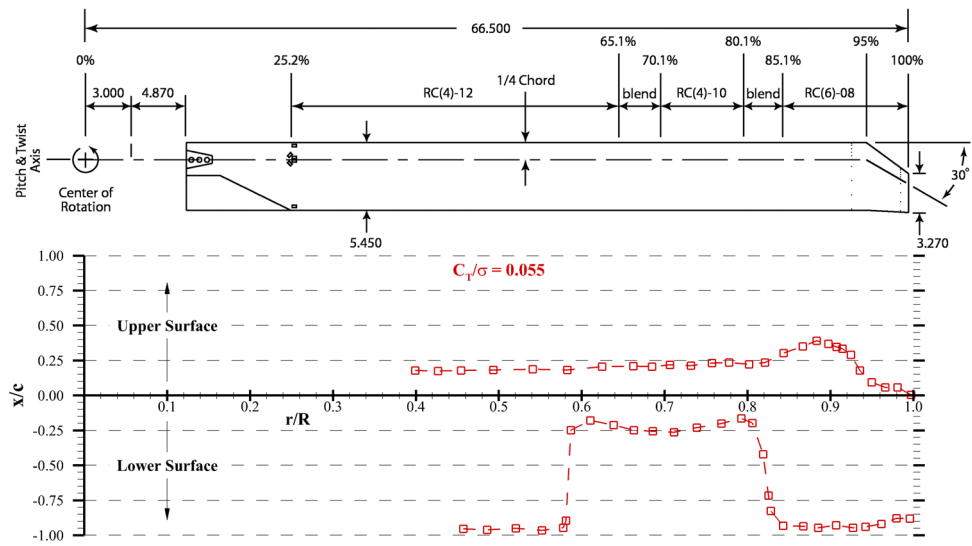 66.500
0% 25.2% 65.1% 70.1% 80.1% 85.1% 95% 100%
3.000 4.870 RC(4)-12 1/4 Chord blend RC(4)-10 blend RC(6)-08
Pitch & Twist
Axis
Center of
Rotation
30°
5.450 3.270
C_T/σ = 0.055
1.00
0.75
0.50 Upper Surface
0.25
0.00
0.1 0.2 0.3 0.4 0.5 0.6 0.7 0.8 0.9 1.0
x/c
r/R
-0.25
-0.50 Lower Surface
-0.75
-1.00